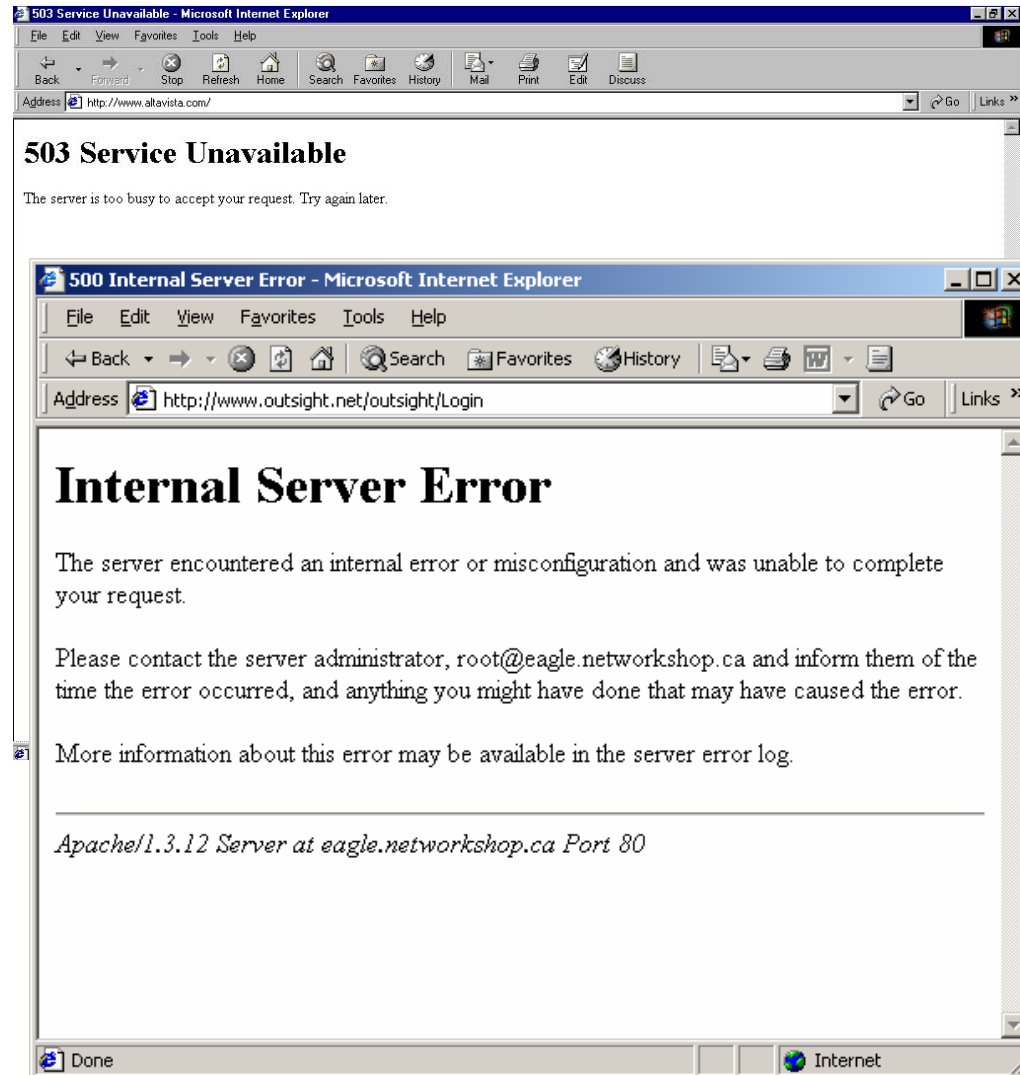 503 Service Unavailable - Microsoft Internet Explorer
File Edit View Favorites Tools Help
Back Forward Stop Refresh Home Search Favorites History Mail Print Edit Discuss
Address http://www.altavista.com/ Go Links »
503 Service Unavailable
The server is too busy to accept your request. Try again later.
500 Internal Server Error - Microsoft Internet Explorer
File Edit View Favorites Tools Help
Back Search Favorites History
Address http://www.outsight.net/outsight/Login Go Links »
Internal Server Error
The server encountered an internal error or misconfiguration and was unable to complete
your request.
Please contact the server administrator, root@eagle.networkshop.ca and inform them of the
time the error occurred, and anything you might have done that may have caused the error.
More information about this error may be available in the server error log.
Apache/1.3.12 Server at eagle.networkshop.ca Port 80
Done Internet